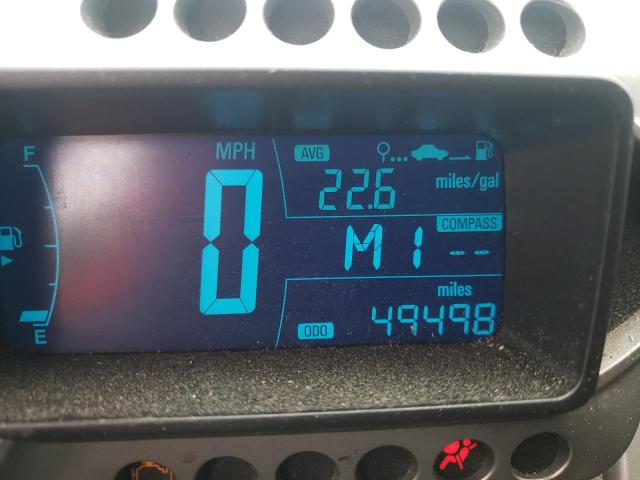 F
MPH
AVG
22.6 miles/gal
0
COMPASS
M1 --
miles
E
ODO 49498